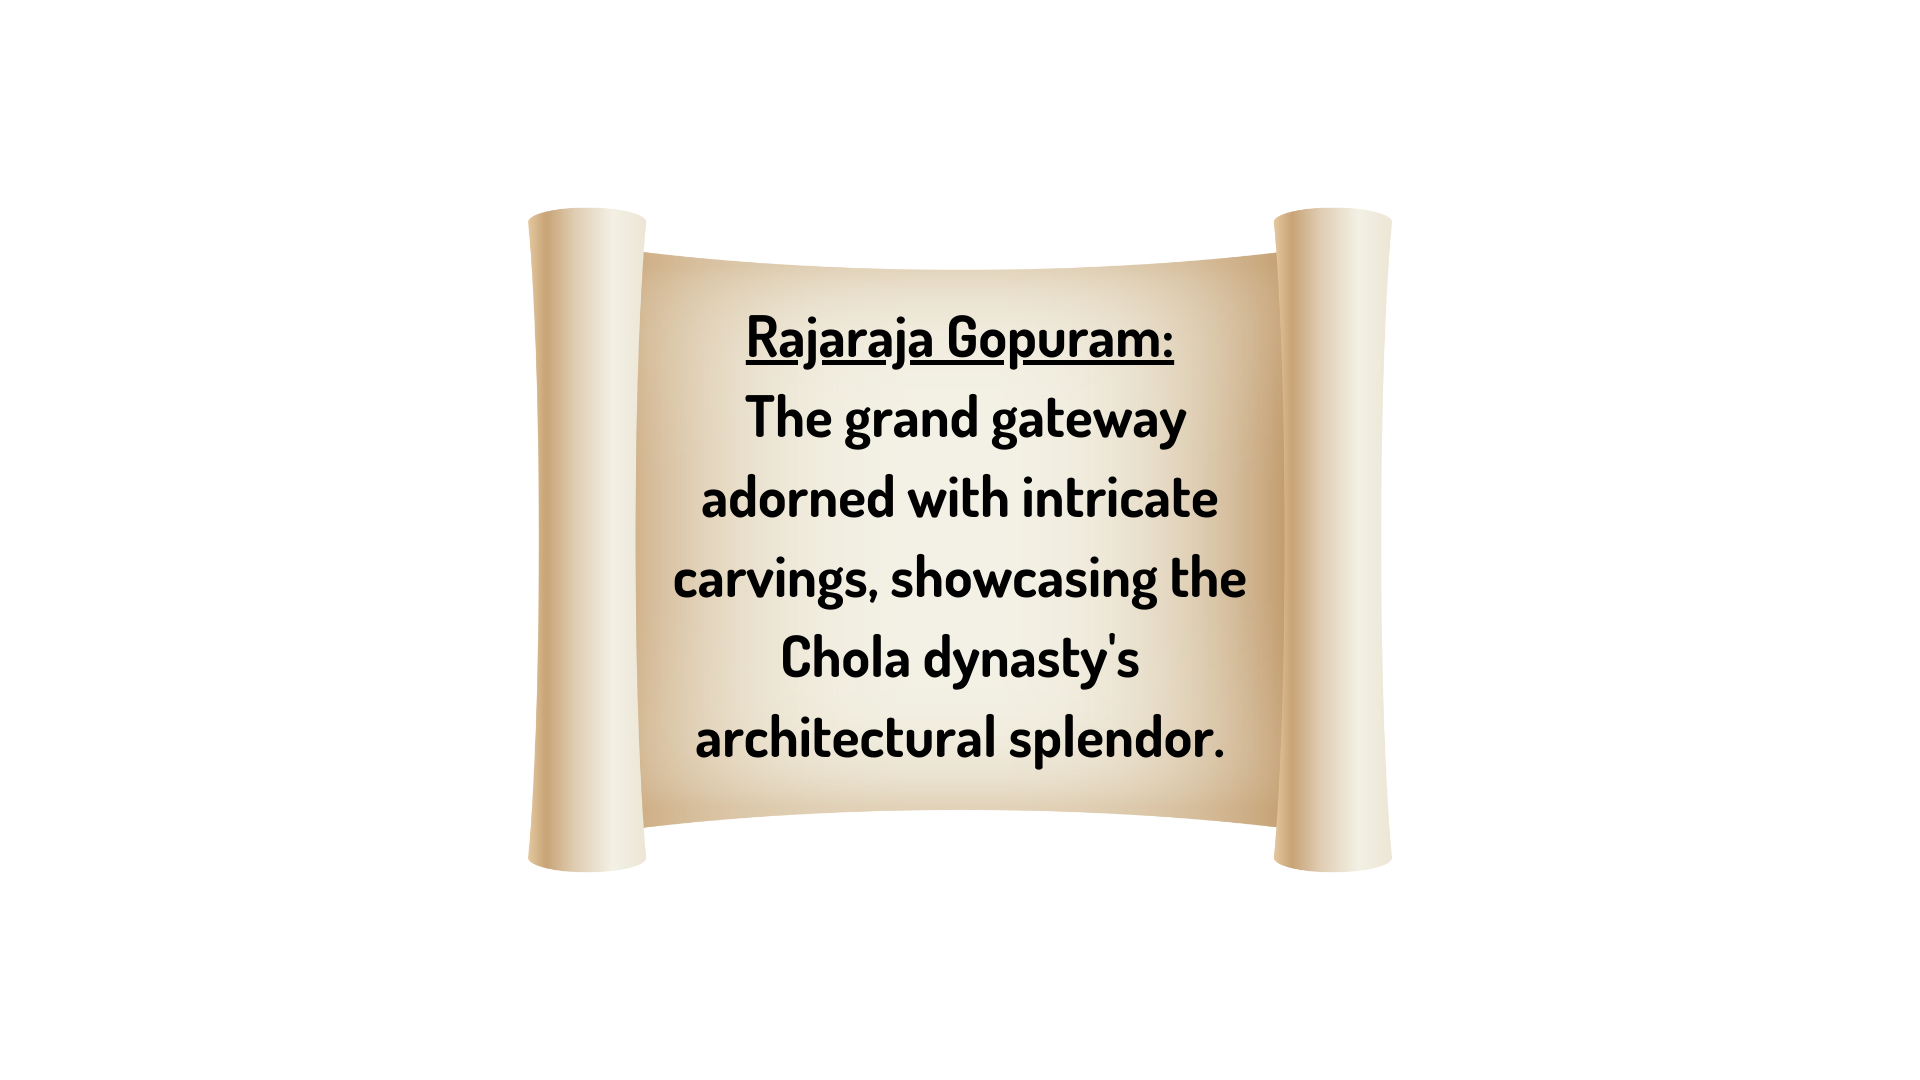 Rajaraja Gopuram:
The grand gateway
adorned with intricate
carvings, showcasing the
Chola dynasty's
architectural splendor.